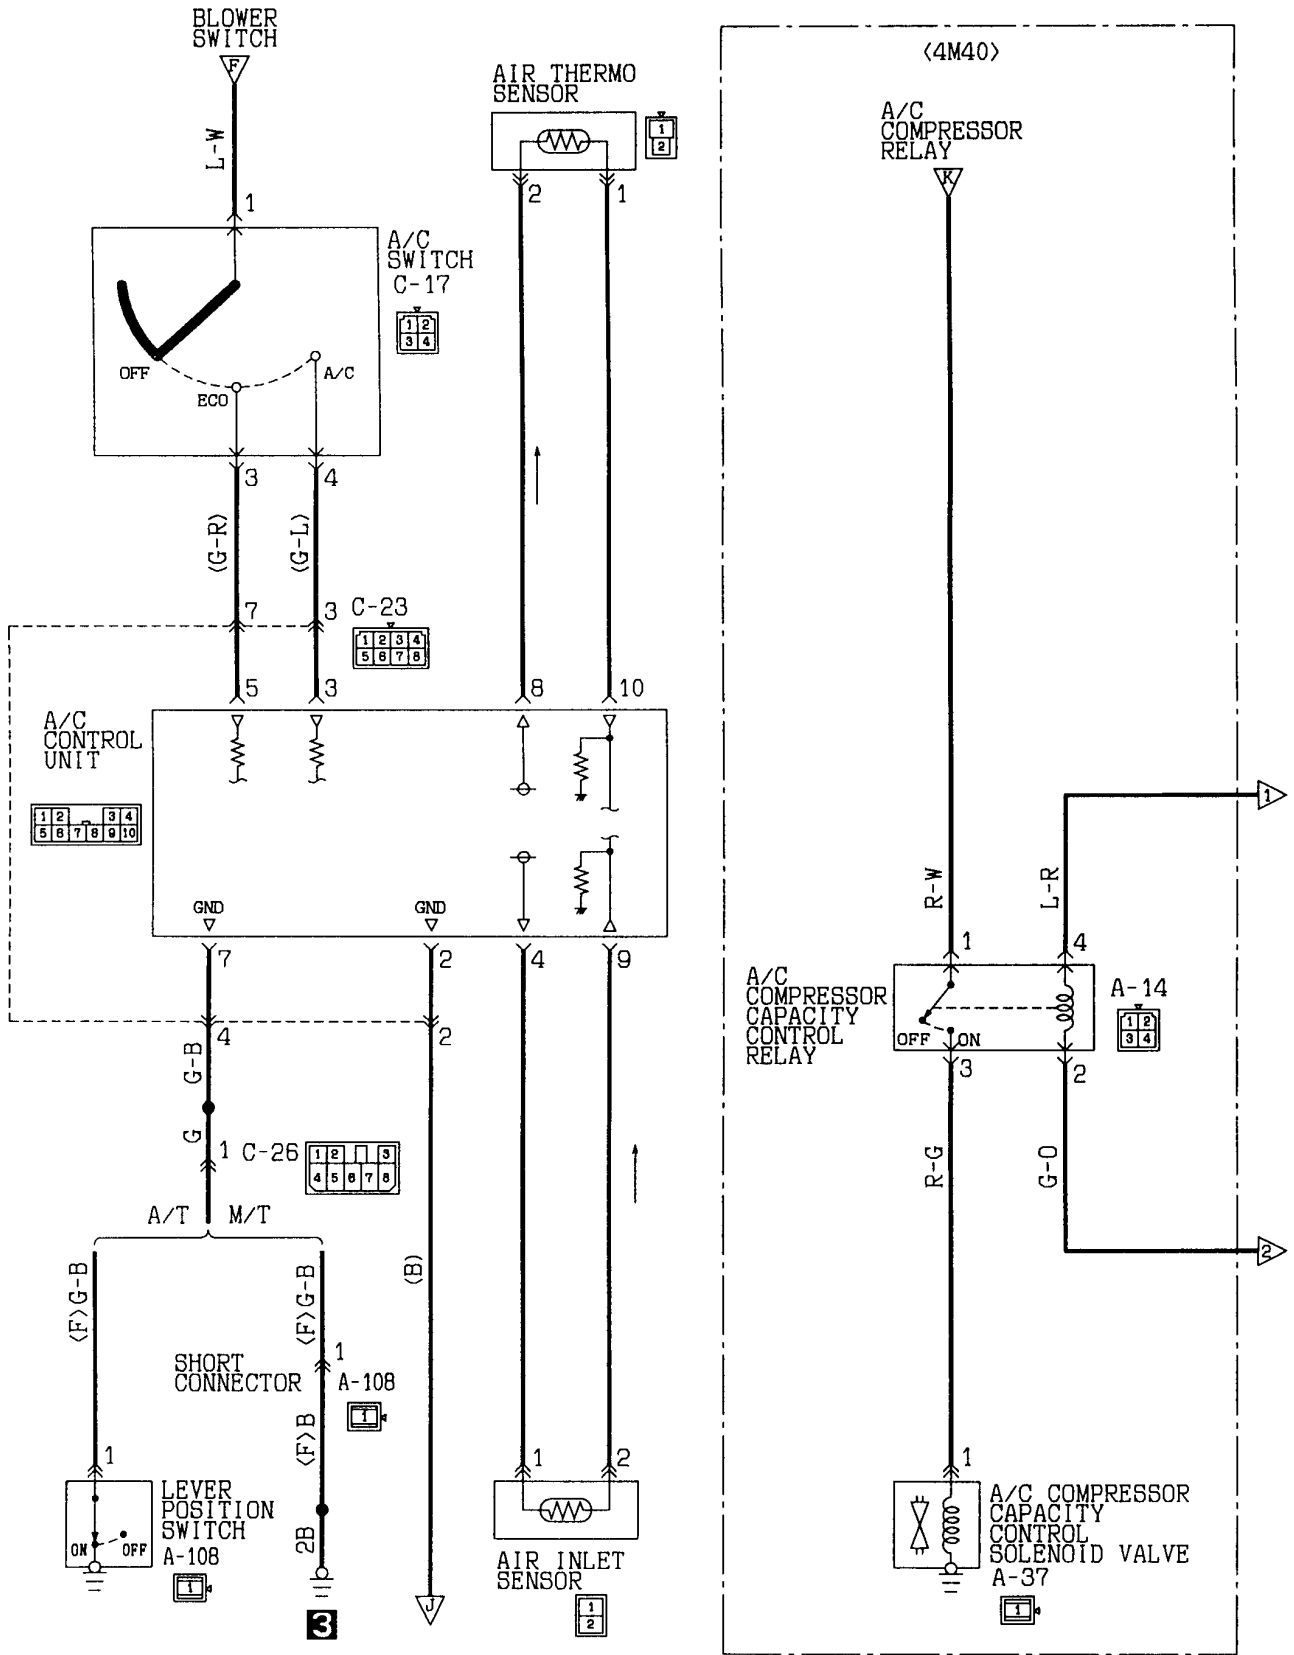 BLOWER
SWITCH
F
L-W
1
A/C
SWITCH
C-17
1 2
3 4
OFF
ECO
A/C
3
4
(G-R)
(G-L)
7
3
C-23
1 2 3 4
5 6 7 8
5
3
8
10
A/C
CONTROL
UNIT
1 2 3 4
5 6 7 8 9 10
GND
GND
7
2
4
9
4
2
G-B
G
1
C-26
1 2 3
4 5 6 7 8
A/T
M/T
(B)
<F>G-B
<F>G-B
SHORT
CONNECTOR
1
A-108
1
<F>B
1
LEVER
POSITION
SWITCH
A-108
1
ON
OFF
2B
3
J
AIR THERMO
SENSOR
1
2
2
1
1
2
AIR INLET
SENSOR
1
2
<4M40>
A/C
COMPRESSOR
RELAY
K
R-W
L-R
1
1
4
A/C
COMPRESSOR
CAPACITY
CONTROL
RELAY
OFF
ON
A-14
1 2
3 4
3
2
R-G
G-O
2
1
A/C COMPRESSOR
CAPACITY
CONTROL
SOLENOID VALVE
A-37
1